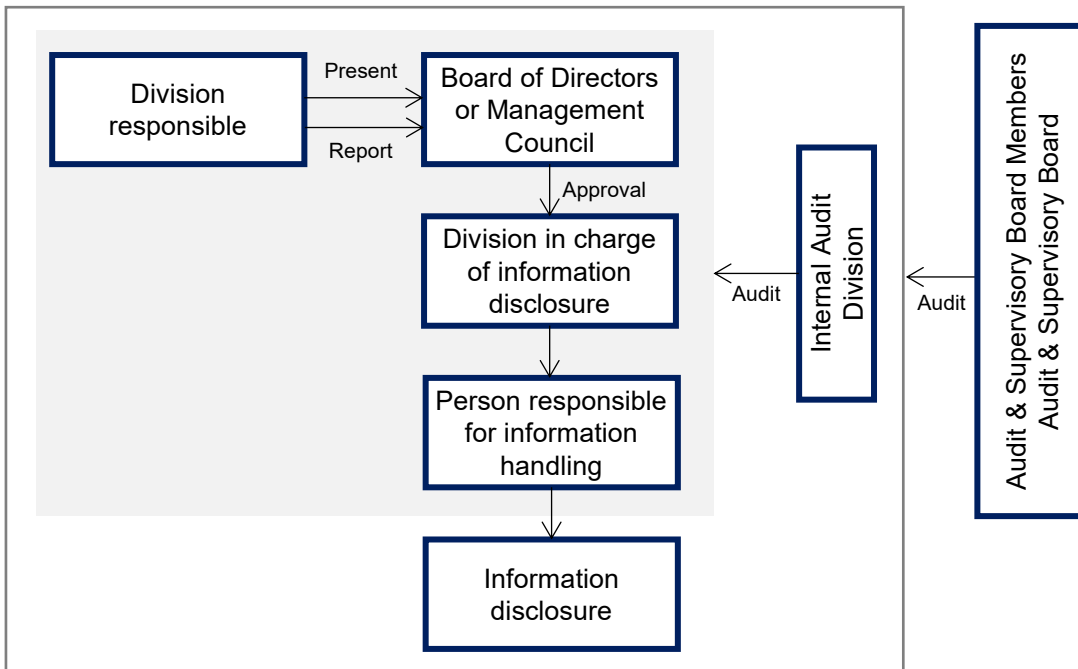 Division
responsible
Present
Report
Board of Directors
or Management
Council
Approval
Division in charge
of information
disclosure
Person responsible
for information
handling
Information
disclosure
Audit
Internal Audit
Division
Audit
Audit & Supervisory Board Members
Audit & Supervisory Board